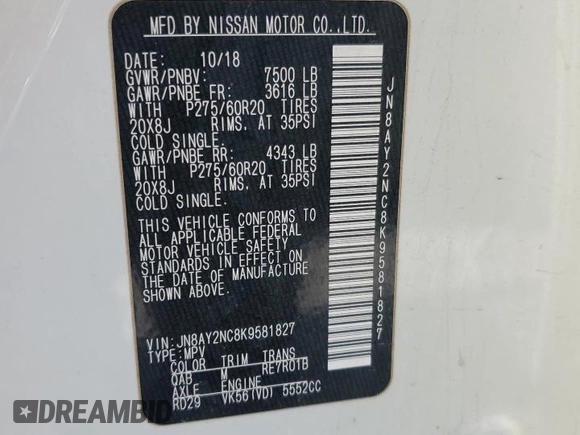 MFD BY NISSAN MOTOR CO.,LTD.
DATE: 10/18
GVWR/PNBV: 7500 LB
GAWR/PNBE FR: 3616 LB
WITH P275/60R20 TIRES
20X8J RIMS. AT 35PSI
COLD SINGLE.
GAWR/PNBE RR: 4343 LB
WITH P275/60R20 TIRES
20X8J RIMS. AT 35PSI
COLD SINGLE.
THIS VEHICLE CONFORMS TO
ALL APPLICABLE FEDERAL
MOTOR VEHICLE SAFETY
STANDARDS IN EFFECT ON
THE DATE OF MANUFACTURE
SHOWN ABOVE.
VIN:JN8AY2NC8K9581827
TYPE:MPV
COLOR TRIM TRANS
QAB M RE7R01B
AXLE ENGINE
RD29 VK56(VD) 5552CC
JN8AY2NC8K9581827
DREAMBID